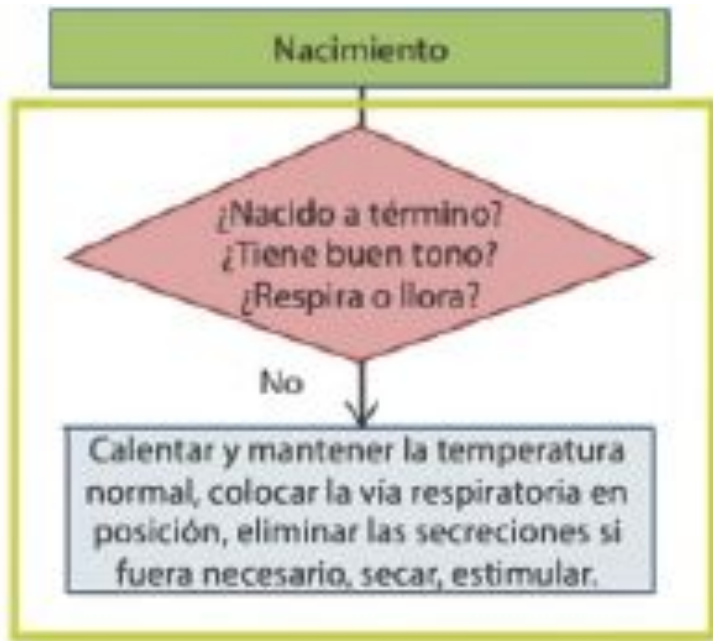 Nacimiento
¿Nacido a término?
¿Tiene buen tono?
¿Respira o llora?
No
Calentar y mantener la temperatura
normal, colocar la vía respiratoria en
posición, eliminar las secreciones si
fuera necesario, secar, estimular.